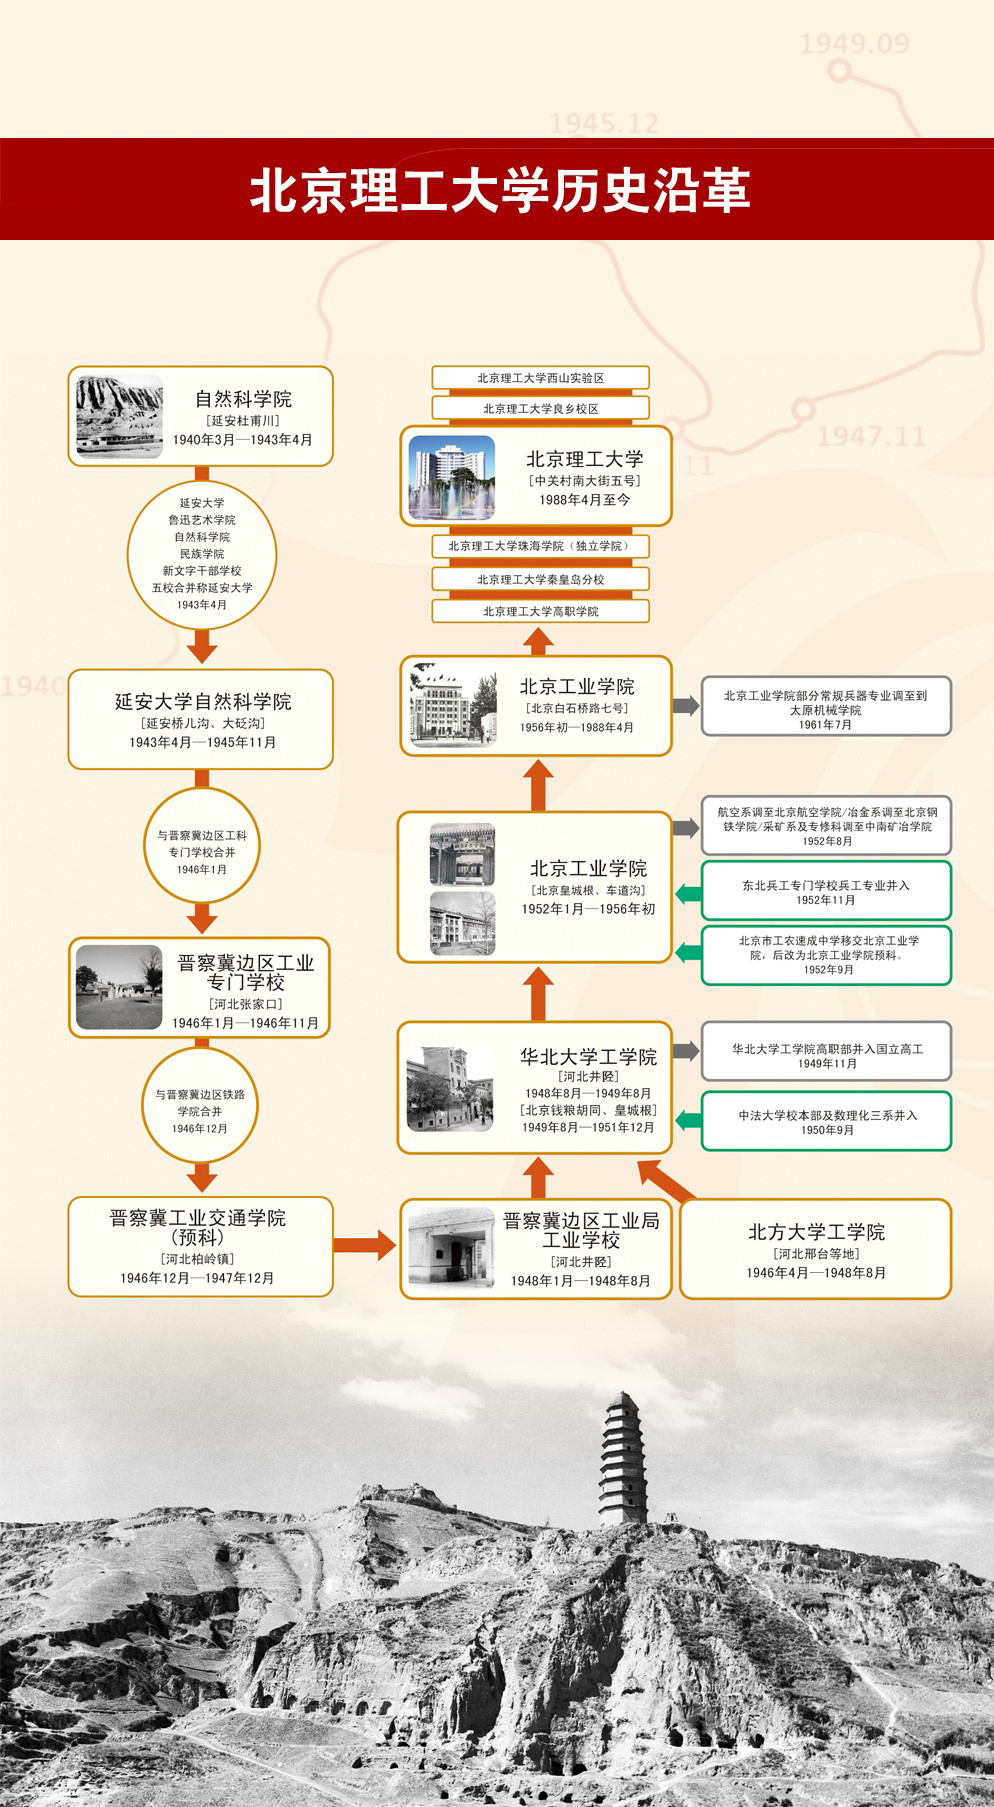 1949.09
1945.12
北京理工大学历史沿革
1947.11
11
1940
自然科学院
[延安杜甫川]
1940年3月—1943年4月
延安大学
鲁迅艺术学院
自然科学院
民族学院
新文字干部学校
五校合并称延安大学
1943年4月
延安大学自然科学院
[延安桥儿沟、大砭沟]
1943年4月—1945年11月
与晋察冀边区工科
专门学校合并
1946年1月
晋察冀边区工业
专门学校
[河北张家口]
1946年1月—1946年11月
与晋察冀边区铁路
学院合并
1946年12月
晋察冀工业交通学院
(预科)
[河北柏岭镇]
1946年12月—1947年12月
晋察冀边区工业局
工业学校
[河北井陉]
1948年1月—1948年8月
北方大学工学院
[河北邢台等地]
1946年4月—1948年8月
华北大学工学院
[河北井陉]
1948年8月—1949年8月
[北京钱粮胡同、皇城根]
1949年8月—1951年12月
华北大学工学院高职部并入国立高工
1949年11月
中法大学校本部及数理化三系并入
1950年9月
北京工业学院
[北京皇城根、车道沟]
1952年1月—1956年初
航空系调至北京航空学院/冶金系调至北京钢
铁学院/采矿系及专修科调至中南矿冶学院
1952年8月
东北兵工专门学校兵工专业并入
1952年11月
北京市工农速成中学移交北京工业学
院，后改为北京工业学院预科。
1952年9月
北京工业学院
[北京白石桥路七号]
1956年初—1988年4月
北京工业学院部分常规兵器专业调至到
太原机械学院
1961年7月
北京理工大学西山实验区
北京理工大学良乡校区
北京理工大学
[中关村南大街五号]
1988年4月至今
北京理工大学珠海学院（独立学院）
北京理工大学秦皇岛分校
北京理工大学高职学院